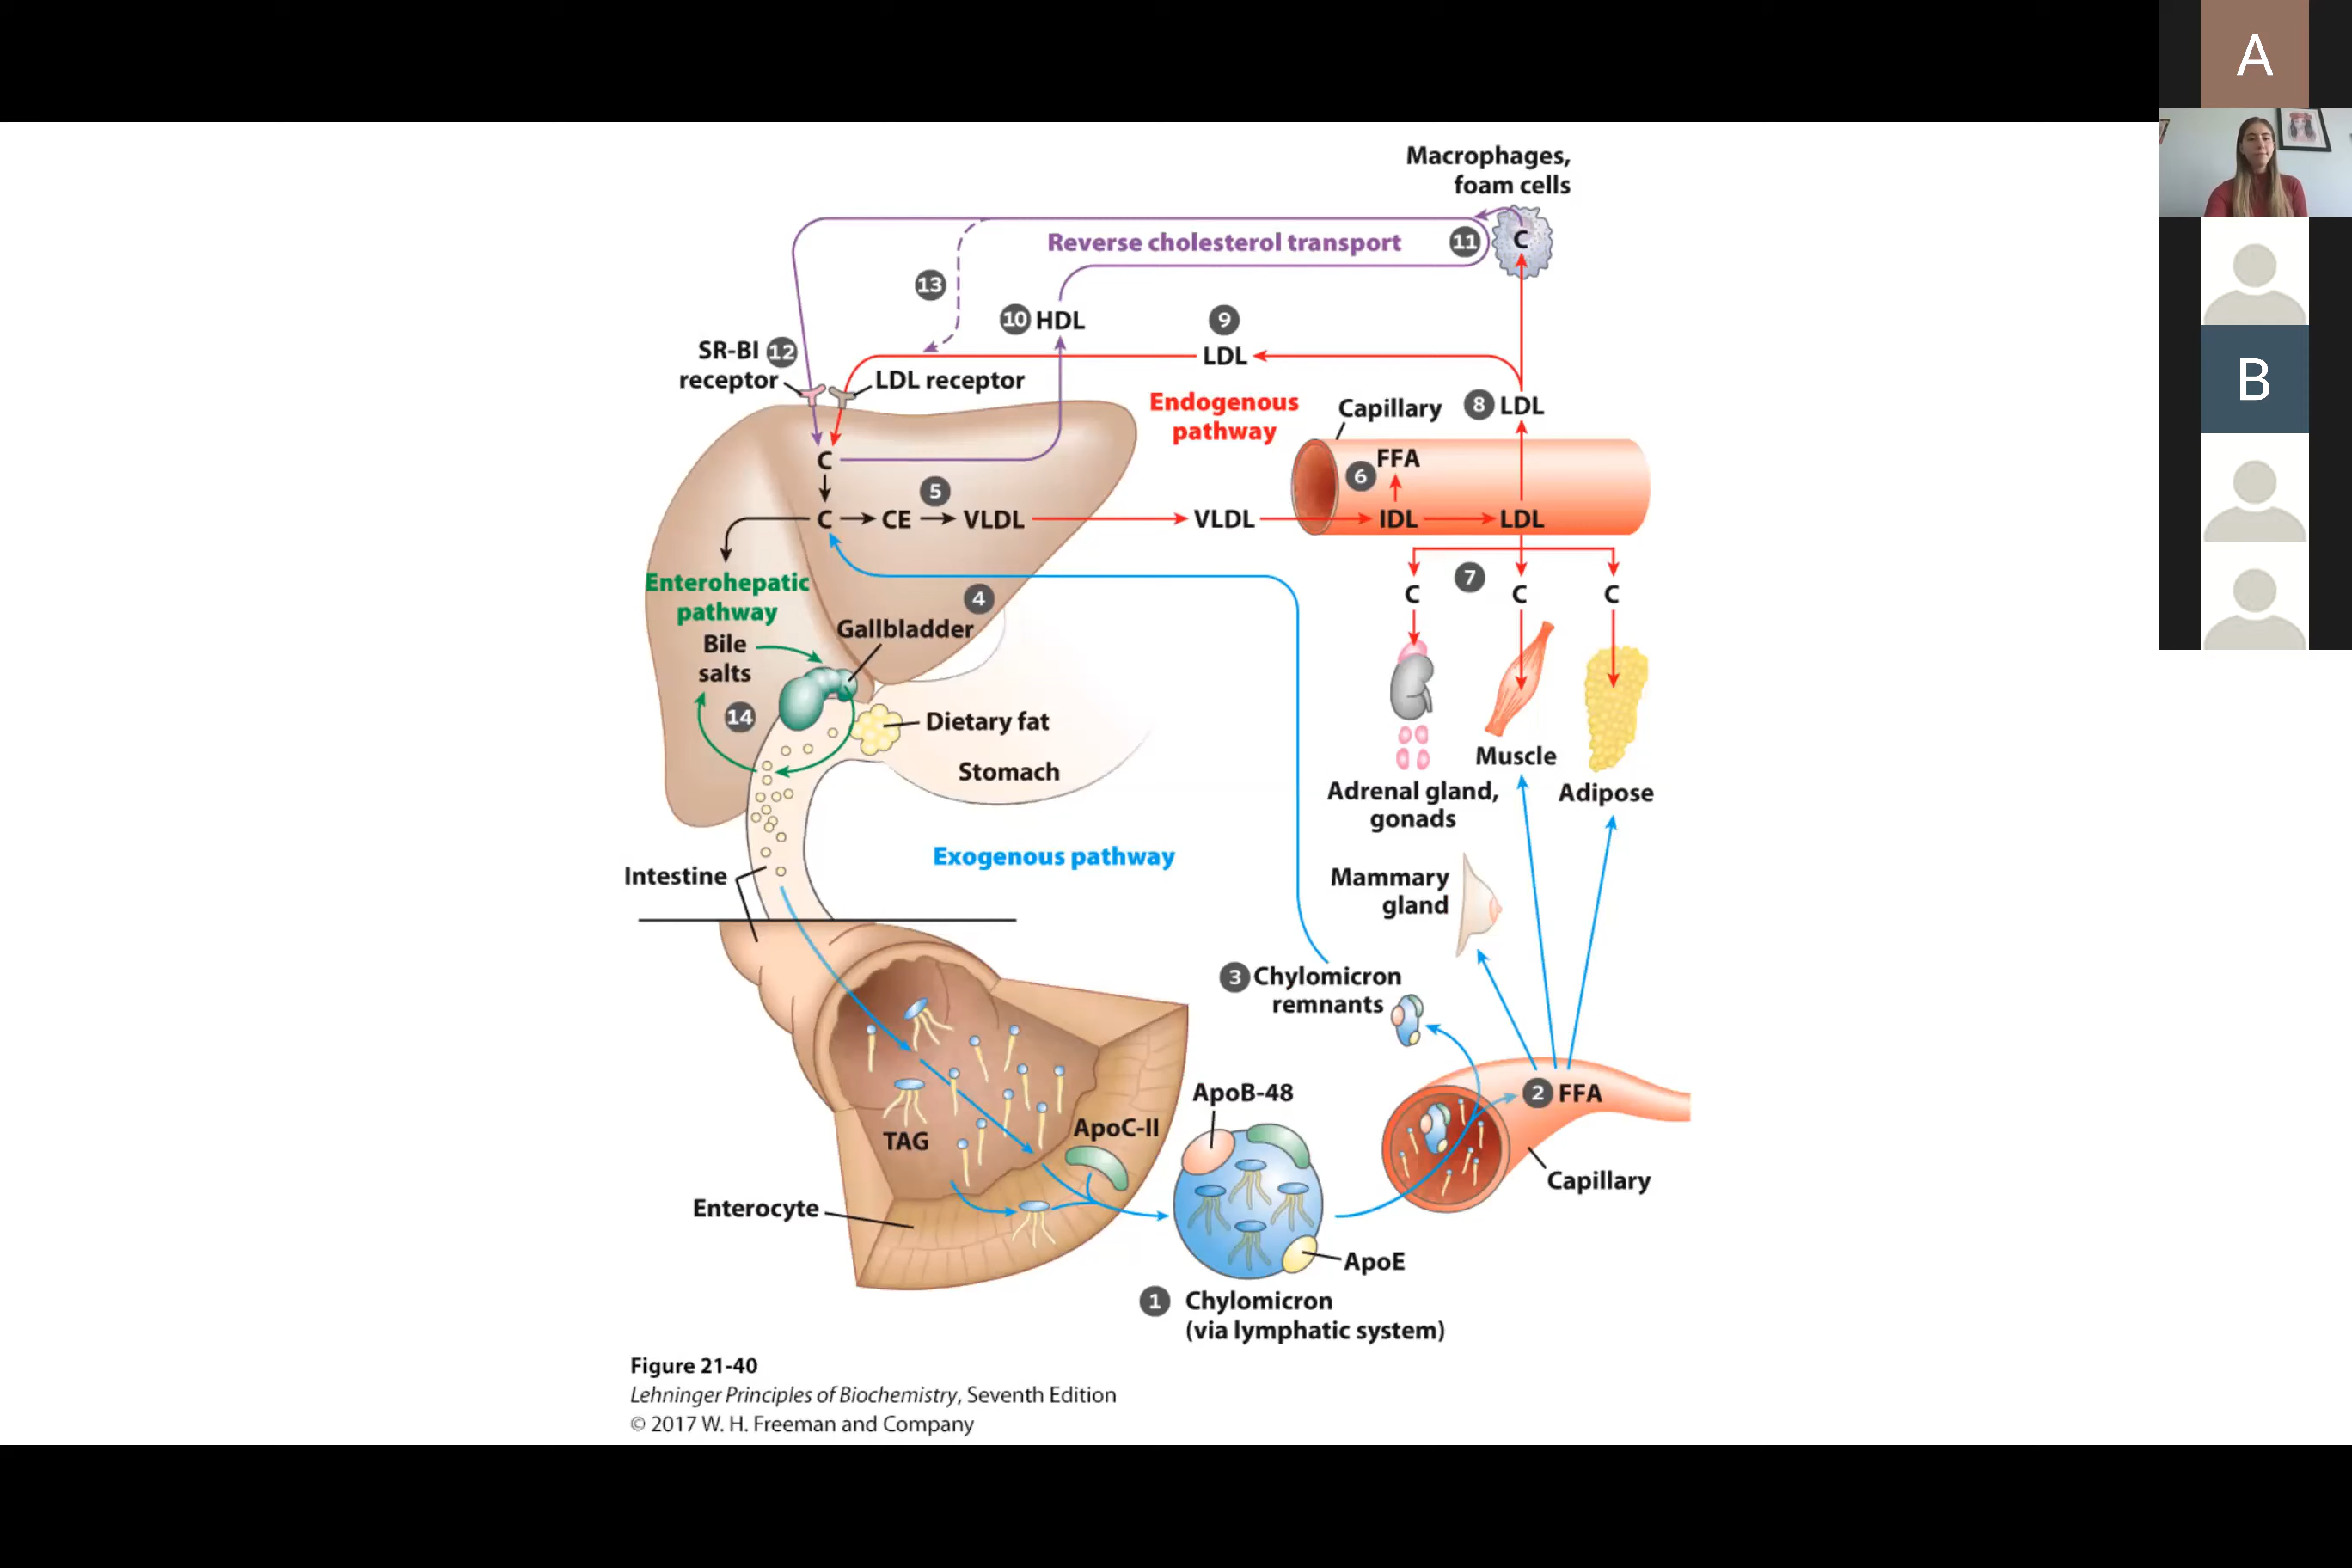 A
B
Macrophages,
foam cells
C
Reverse cholesterol transport
11
13
10 HDL
9
LDL
SR-BI 12
receptor
LDL receptor
Endogenous
pathway
Capillary
8 LDL
6
FFA
C
5
C
CE
VLDL
VLDL
IDL
LDL
Enterohepatic
pathway
4
7
C
C
C
Gallbladder
Bile
salts
14
Dietary fat
Stomach
Muscle
Adrenal gland,
gonads
Adipose
Exogenous pathway
Intestine
Mammary
gland
3 Chylomicron
remnants
ApoB-48
2 FFA
TAG
ApoC-II
Capillary
Enterocyte
ApoE
1 Chylomicron
(via lymphatic system)
Figure 21-40
Lehninger Principles of Biochemistry, Seventh Edition
© 2017 W. H. Freeman and Company